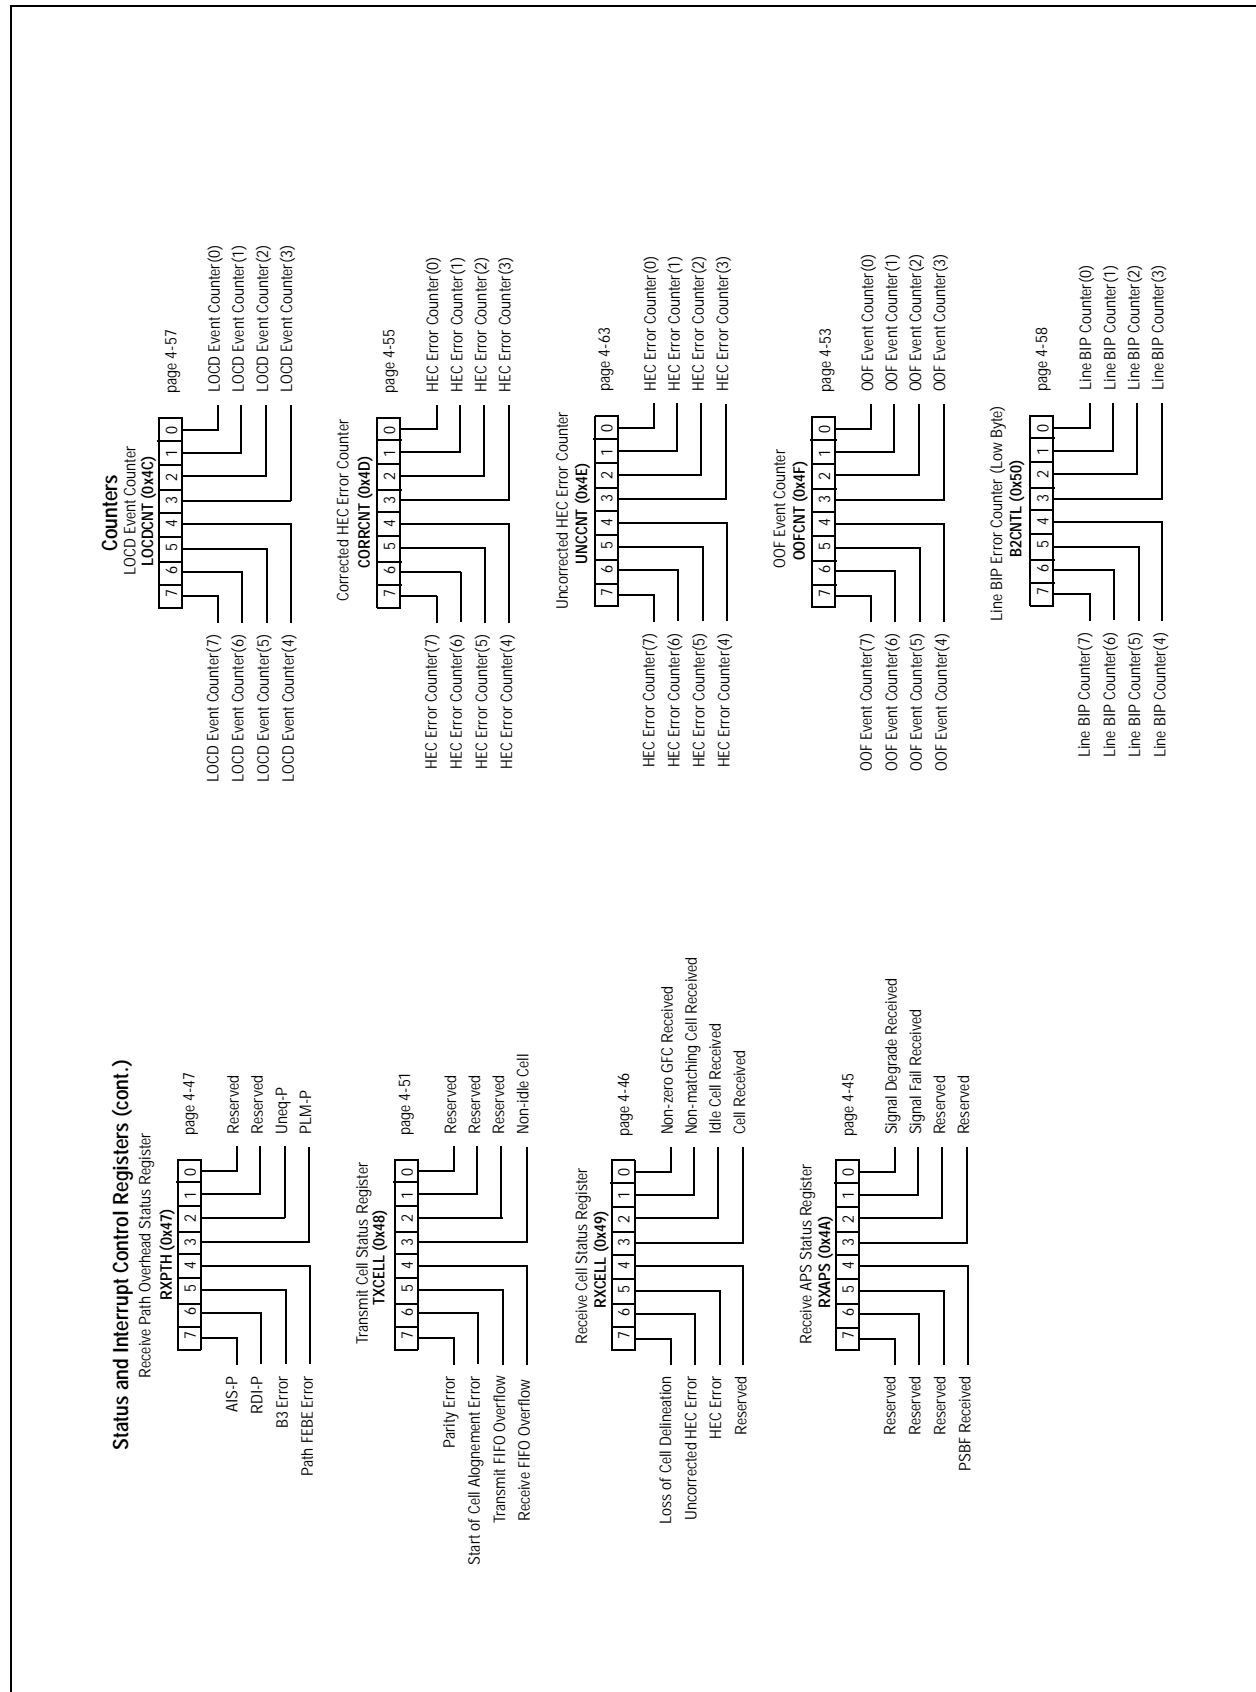 Status and Interrupt Control Registers (cont.)
Receive Path Overhead Status Register
RXPTH (0x47)
7 6 5 4 3 2 1 0
page 4-47
AIS-P
RDI-P
B3 Error
Path FEBE Error
Reserved
Reserved
Uneq-P
PLM-P
Transmit Cell Status Register
TXCELL (0x48)
7 6 5 4 3 2 1 0
page 4-51
Parity Error
Start of Cell Alognement Error
Transmit FIFO Overflow
Receive FIFO Overflow
Reserved
Reserved
Reserved
Non-idle Cell
Receive Cell Status Register
RXCELL (0x49)
7 6 5 4 3 2 1 0
page 4-46
Loss of Cell Delineation
Uncorrected HEC Error
HEC Error
Reserved
Non-zero GFC Received
Non-matching Cell Received
Idle Cell Received
Cell Received
Receive APS Status Register
RXAPS (0x4A)
7 6 5 4 3 2 1 0
page 4-45
Reserved
Reserved
Reserved
PSBF Received
Signal Degrade Received
Signal Fail Received
Reserved
Reserved
Counters
LOCD Event Counter
LOCDCNT (0x4C)
7 6 5 4 3 2 1 0
page 4-57
LOCD Event Counter(7)
LOCD Event Counter(6)
LOCD Event Counter(5)
LOCD Event Counter(4)
LOCD Event Counter(0)
LOCD Event Counter(1)
LOCD Event Counter(2)
LOCD Event Counter(3)
Corrected HEC Error Counter
CORRCNT (0x4D)
7 6 5 4 3 2 1 0
page 4-55
HEC Error Counter(7)
HEC Error Counter(6)
HEC Error Counter(5)
HEC Error Counter(4)
HEC Error Counter(0)
HEC Error Counter(1)
HEC Error Counter(2)
HEC Error Counter(3)
Uncorrected HEC Error Counter
UNCCNT (0x4E)
7 6 5 4 3 2 1 0
page 4-63
HEC Error Counter(7)
HEC Error Counter(6)
HEC Error Counter(5)
HEC Error Counter(4)
HEC Error Counter(0)
HEC Error Counter(1)
HEC Error Counter(2)
HEC Error Counter(3)
OOF Event Counter
OOFCNT (0x4F)
7 6 5 4 3 2 1 0
page 4-53
OOF Event Counter(7)
OOF Event Counter(6)
OOF Event Counter(5)
OOF Event Counter(4)
OOF Event Counter(0)
OOF Event Counter(1)
OOF Event Counter(2)
OOF Event Counter(3)
Line BIP Error Counter (Low Byte)
B2CNTL (0x50)
7 6 5 4 3 2 1 0
page 4-58
Line BIP Counter(7)
Line BIP Counter(6)
Line BIP Counter(5)
Line BIP Counter(4)
Line BIP Counter(0)
Line BIP Counter(1)
Line BIP Counter(2)
Line BIP Counter(3)